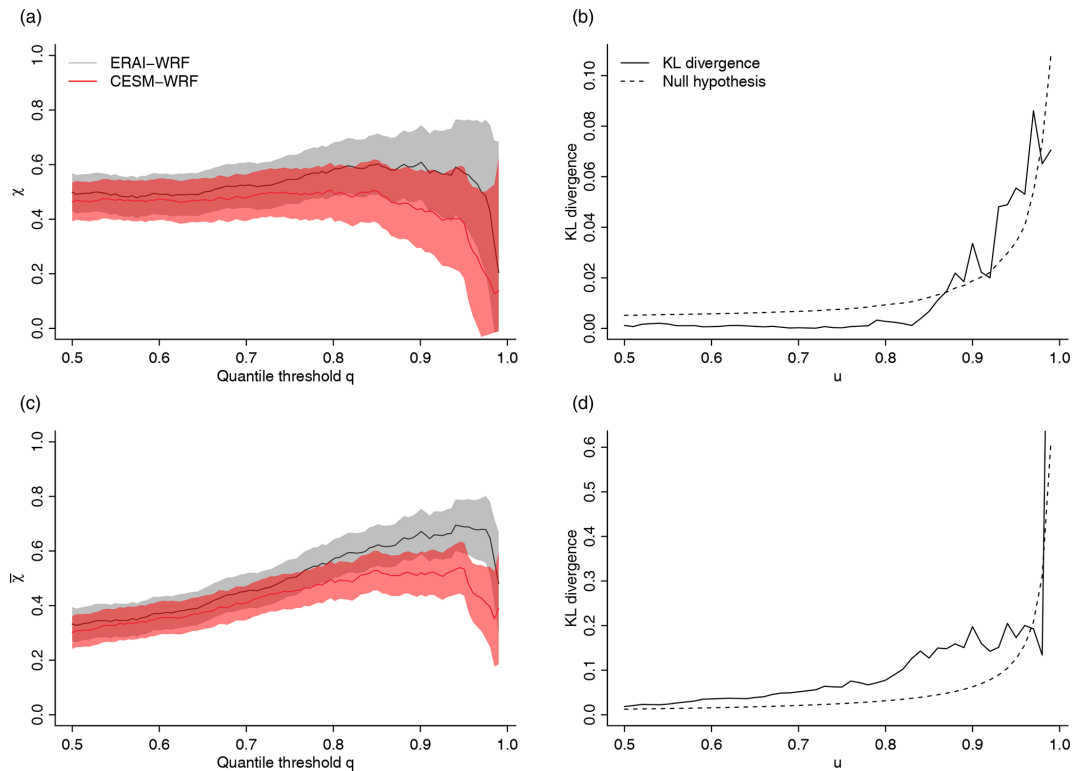 (a)
ERAI−WRF
CESM−WRF
χ
1.0
0.8
0.6
0.4
0.2
0.0
0.5 0.6 0.7 0.8 0.9 1.0
Quantile threshold q
(b)
KL divergence
Null hypothesis
KL divergence
0.10
0.08
0.06
0.04
0.02
0.00
0.5 0.6 0.7 0.8 0.9 1.0
u
(c)
χ̅
1.0
0.8
0.6
0.4
0.2
0.0
0.5 0.6 0.7 0.8 0.9 1.0
Quantile threshold q
(d)
KL divergence
0.6
0.5
0.4
0.3
0.2
0.1
0.0
0.5 0.6 0.7 0.8 0.9 1.0
u